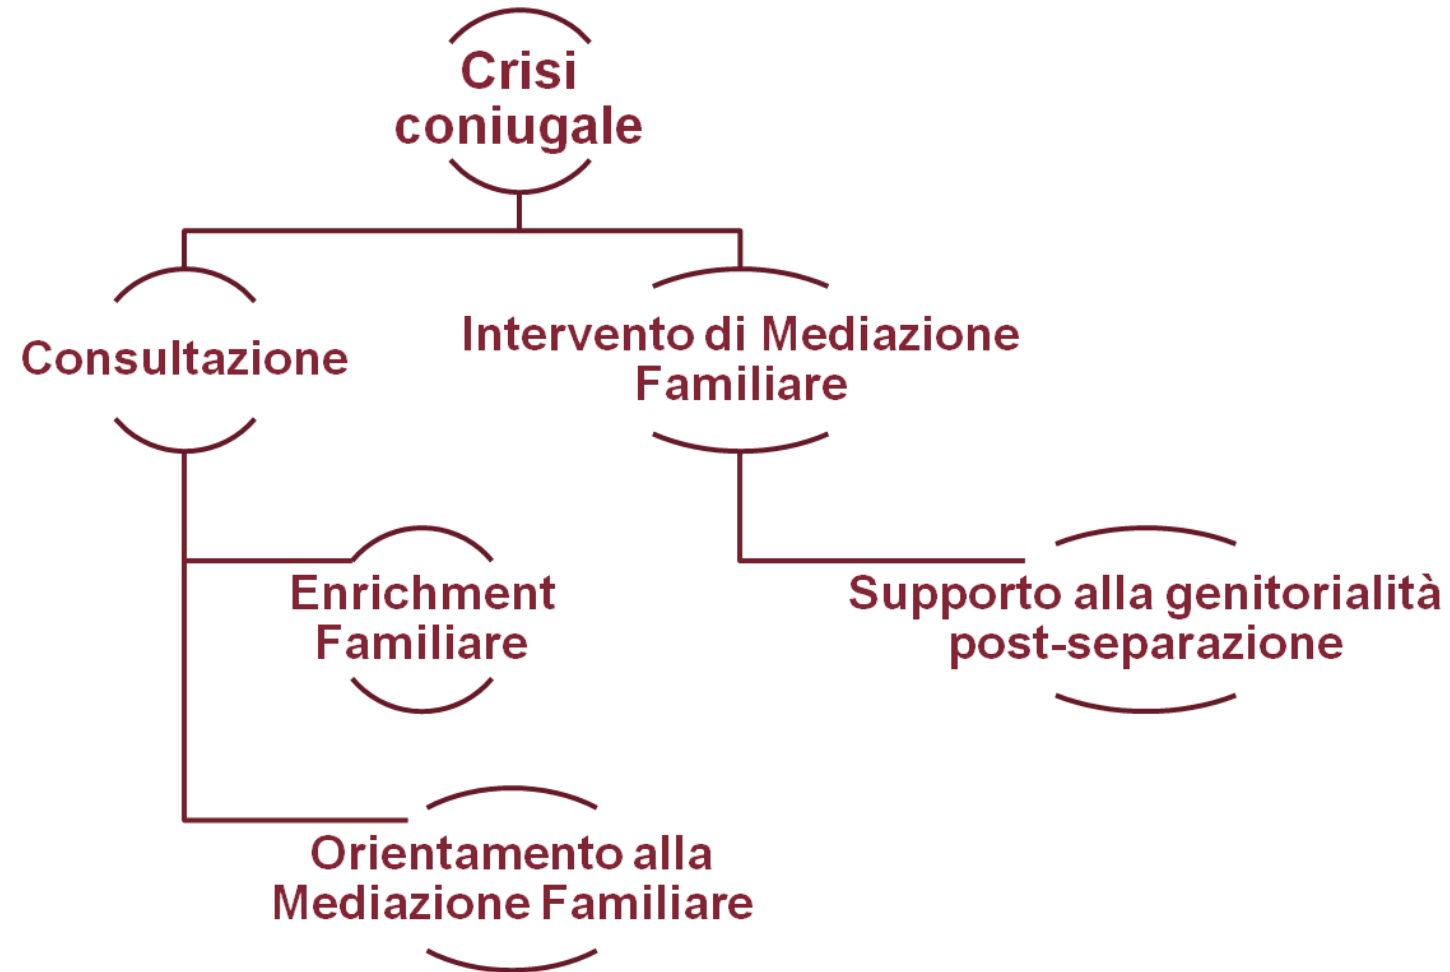 Crisi
coniugale
Consultazione
Intervento di Mediazione
Familiare
Enrichment
Familiare
Supporto alla genitorialità
post-separazione
Orientamento alla
Mediazione Familiare